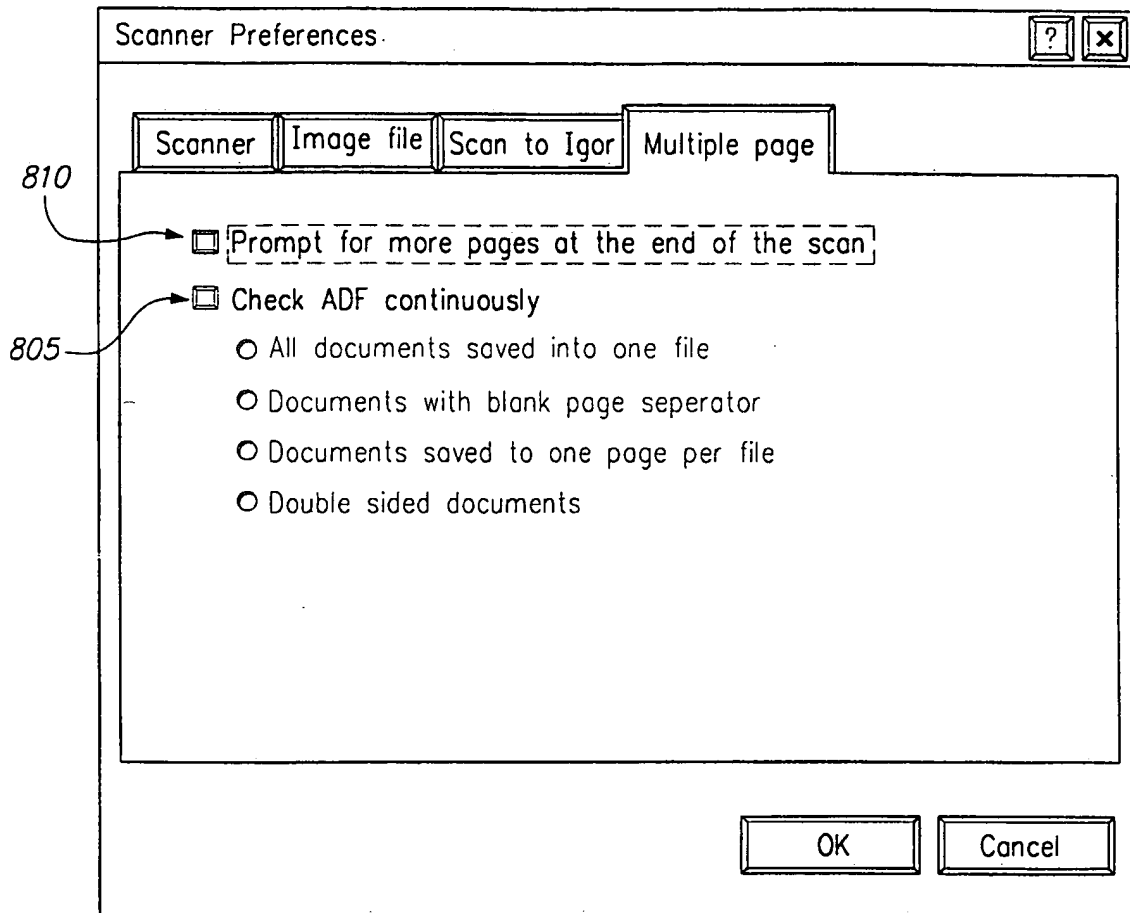 Scanner Preferences
? x
Scanner Image file Scan to Igor Multiple page
810
Prompt for more pages at the end of the scan
Check ADF continuously
805
All documents saved into one file
Documents with blank page seperator
Documents saved to one page per file
Double sided documents
OK Cancel